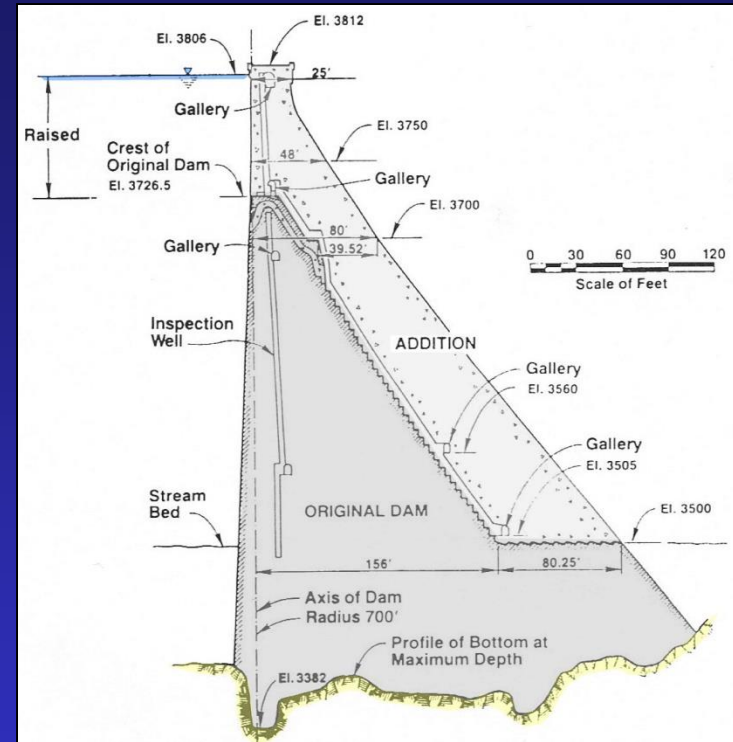 El. 3812
El. 3806
25'
Gallery
Raised
El. 3750
Crest of
Original Dam
El. 3726.5
48'
Gallery
El. 3700
80'
39.52'
Gallery
0 30 60 90 120
Scale of Feet
Inspection
Well
ADDITION
Gallery
El. 3560
Gallery
El. 3505
Stream
Bed
ORIGINAL DAM
El. 3500
156'
80.25'
Axis of Dam
Radius 700'
Profile of Bottom at
Maximum Depth
El. 3382